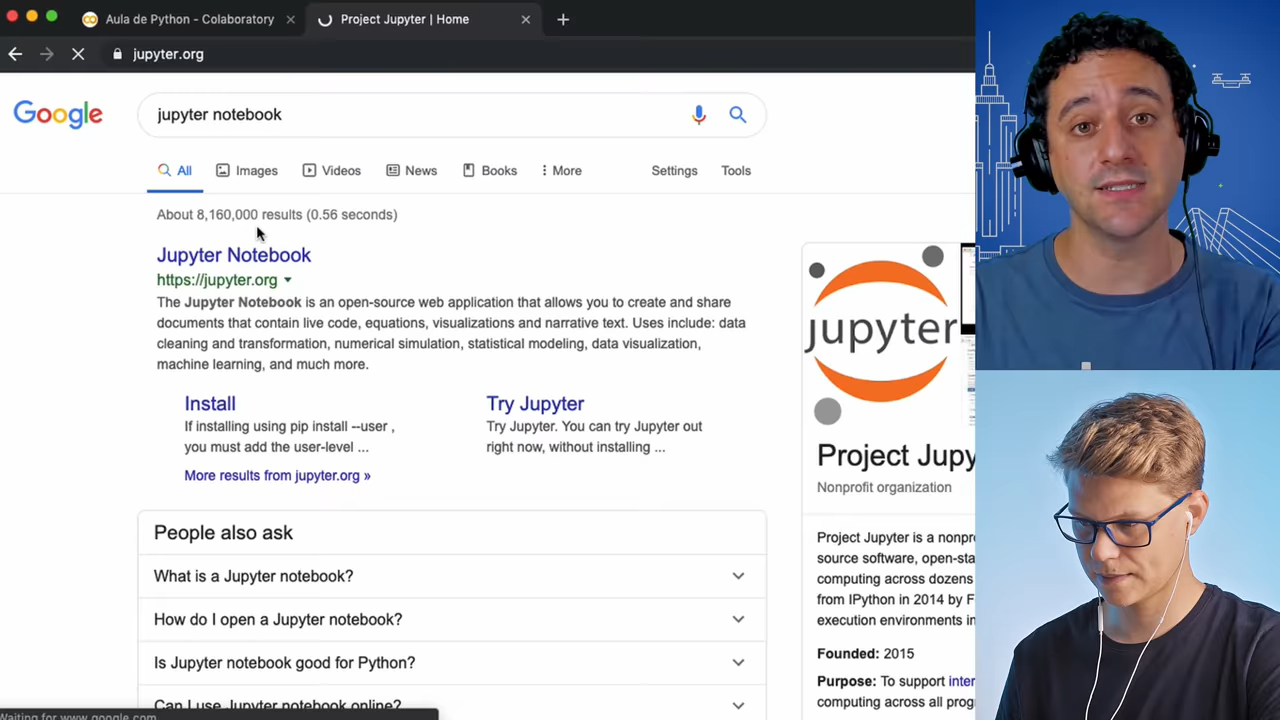 Aula de Python - Colaboratory
Project Jupyter | Home
jupyter.org
Google
jupyter notebook
All
Images
Videos
News
Books
More
Settings
Tools
About 8,160,000 results (0.56 seconds)
Jupyter Notebook
https://jupyter.org
The Jupyter Notebook is an open-source web application that allows you to create and share
documents that contain live code, equations, visualizations and narrative text. Uses include: data
cleaning and transformation, numerical simulation, statistical modeling, data visualization,
machine learning, and much more.
Install
If installing using pip install --user ,
you must add the user-level ...
Try Jupyter
Try Jupyter. You can try Jupyter out
right now, without installing ...
More results from jupyter.org »
People also ask
What is a Jupyter notebook?
How do I open a Jupyter notebook?
Is Jupyter notebook good for Python?
Can I use Jupyter notebook online?
jupyter
Project Jupy
Nonprofit organization
Project Jupyter is a nonpr
source software, open-sta
computing across dozens
from IPython in 2014 by F
execution environments in
Founded: 2015
Purpose: To support inter
computing across all prog
Waiting for www.google.com